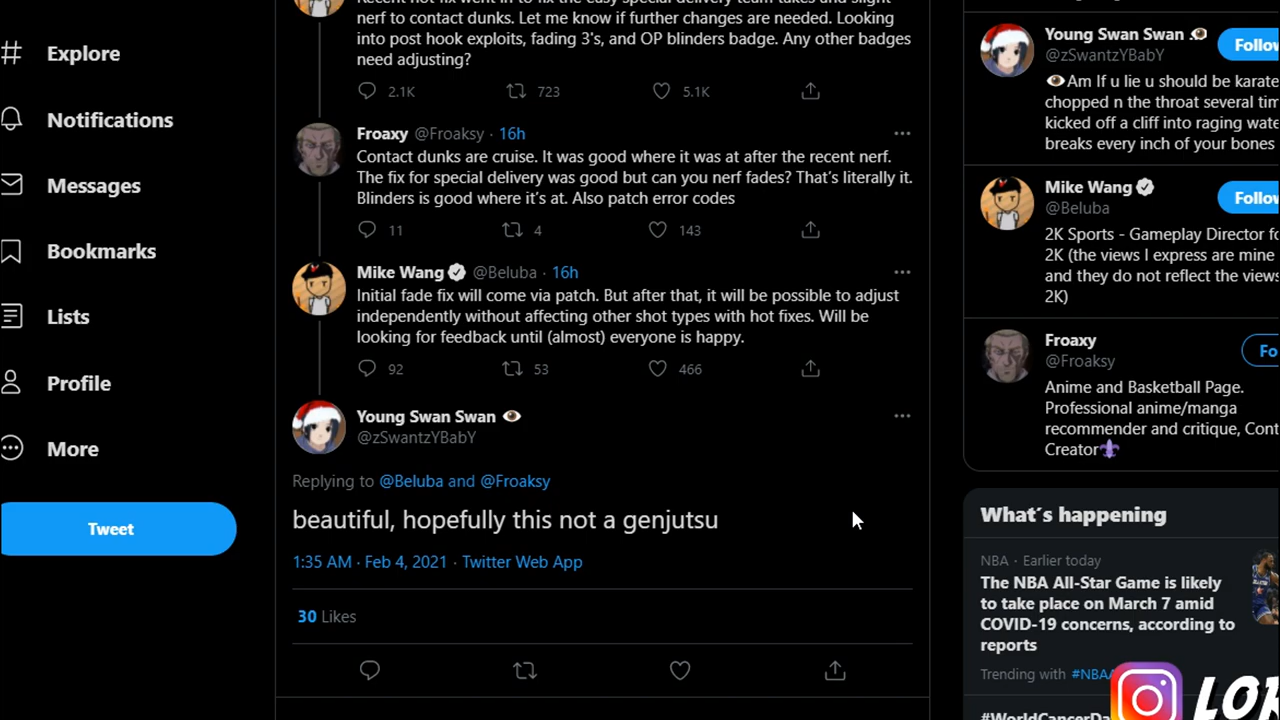 Explore
Notifications
Messages
Bookmarks
Lists
Profile
More
Tweet
nerf to contact dunks. Let me know if further changes are needed. Looking
into post hook exploits, fading 3's, and OP blinders badge. Any other badges
need adjusting?
2.1K 723 5.1K
Froaxy @Froaksy · 16h
Contact dunks are cruise. It was good where it was at after the recent nerf.
The fix for special delivery was good but can you nerf fades? That's literally it.
Blinders is good where it's at. Also patch error codes
11 4 143
Mike Wang @Beluba · 16h
Initial fade fix will come via patch. But after that, it will be possible to adjust
independently without affecting other shot types with hot fixes. Will be
looking for feedback until (almost) everyone is happy.
92 53 466
Young Swan Swan
@zSwantzYBabY
Replying to @Beluba and @Froaksy
beautiful, hopefully this not a genjutsu
1:35 AM · Feb 4, 2021 · Twitter Web App
30 Likes
Young Swan Swan
@zSwantzYBabY
Follow
Am If u lie u should be karate
chopped n the throat several tim
kicked off a cliff into raging wate
breaks every inch of your bones
Mike Wang
@Beluba
Follow
2K Sports - Gameplay Director fo
2K (the views I express are mine
and they do not reflect the views
2K)
Froaxy
@Froaksy
Fo
Anime and Basketball Page.
Professional anime/manga
recommender and critique, Cont
Creator
What's happening
NBA · Earlier today
The NBA All-Star Game is likely
to take place on March 7 amid
COVID-19 concerns, according to
reports
Trending with #NBA